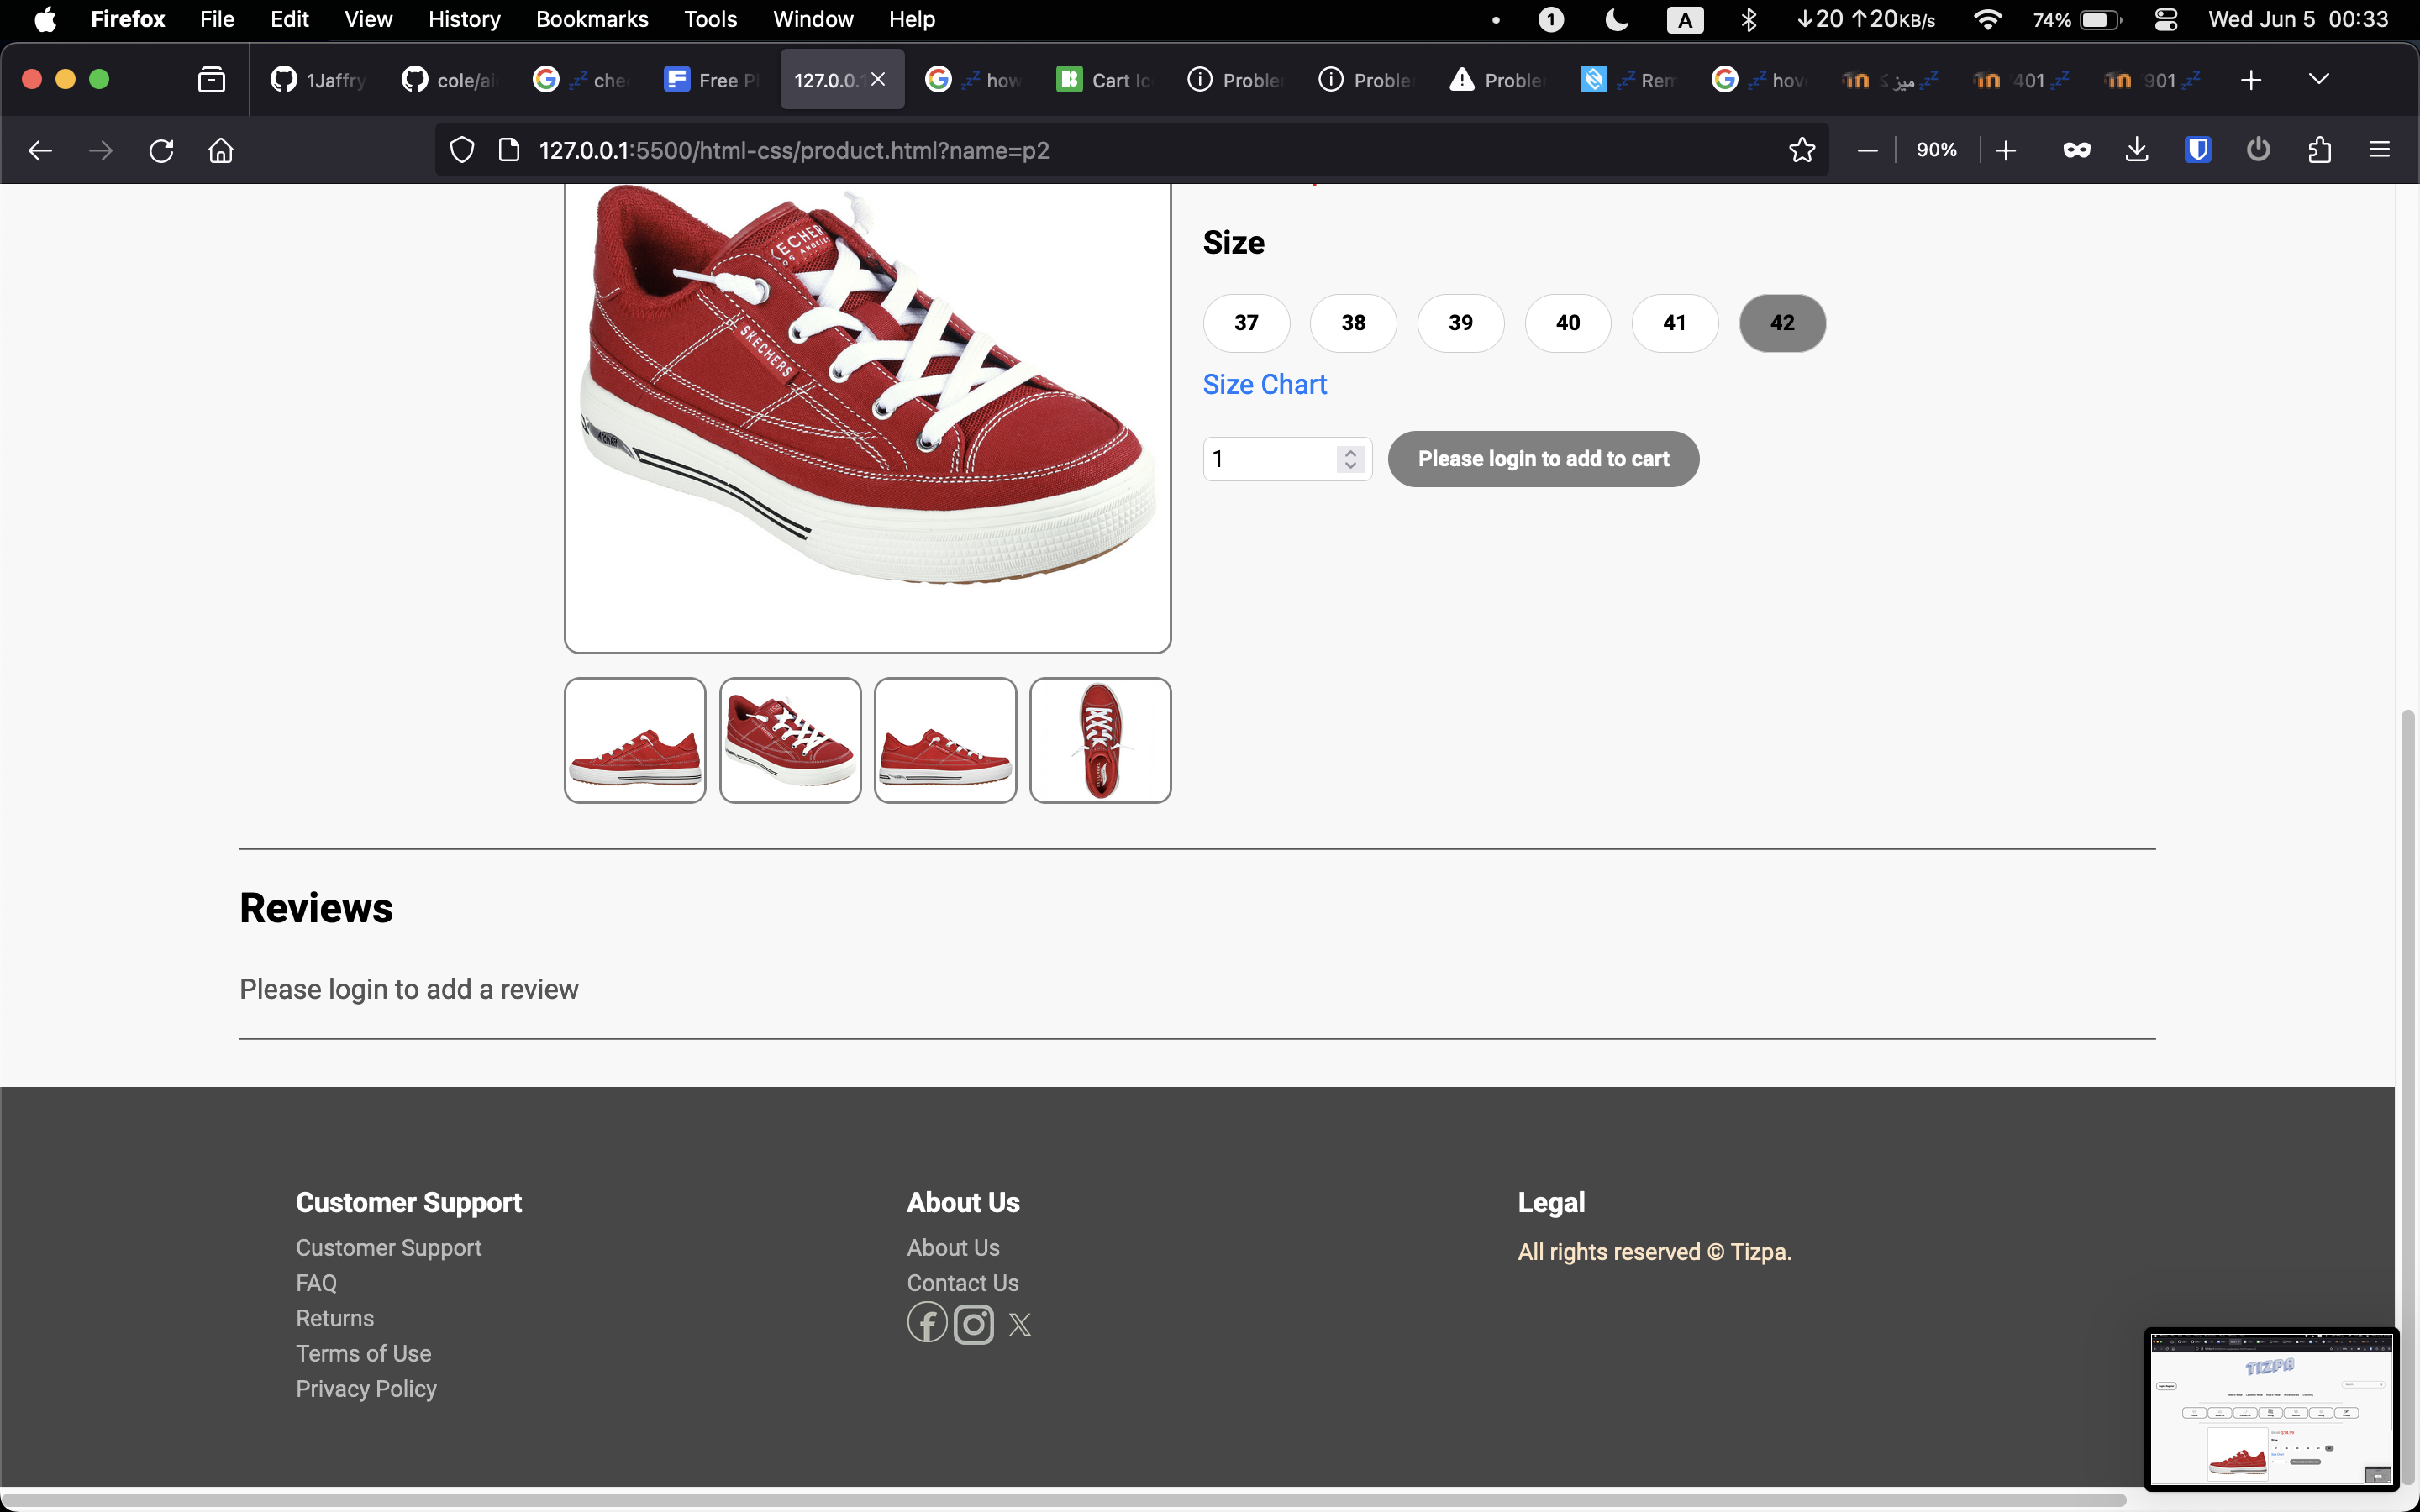 Firefox File Edit View History Bookmarks Tools Window Help 1 A ↓20 ↑20KB/s 74% Wed Jun 5 00:33
1Jaffry cole/ai che Free P 127.0.0.1 how Cart Ic Proble Proble Proble Rem hov میز ک 401 901
127.0.0.1:5500/html-css/product.html?name=p2 90%
SKECHERS
Size
37 38 39 40 41 42
Size Chart
1 Please login to add to cart
Reviews
Please login to add a review
Customer Support
Customer Support
FAQ
Returns
Terms of Use
Privacy Policy
About Us
About Us
Contact Us
Legal
All rights reserved © Tizpa.
TIZPA